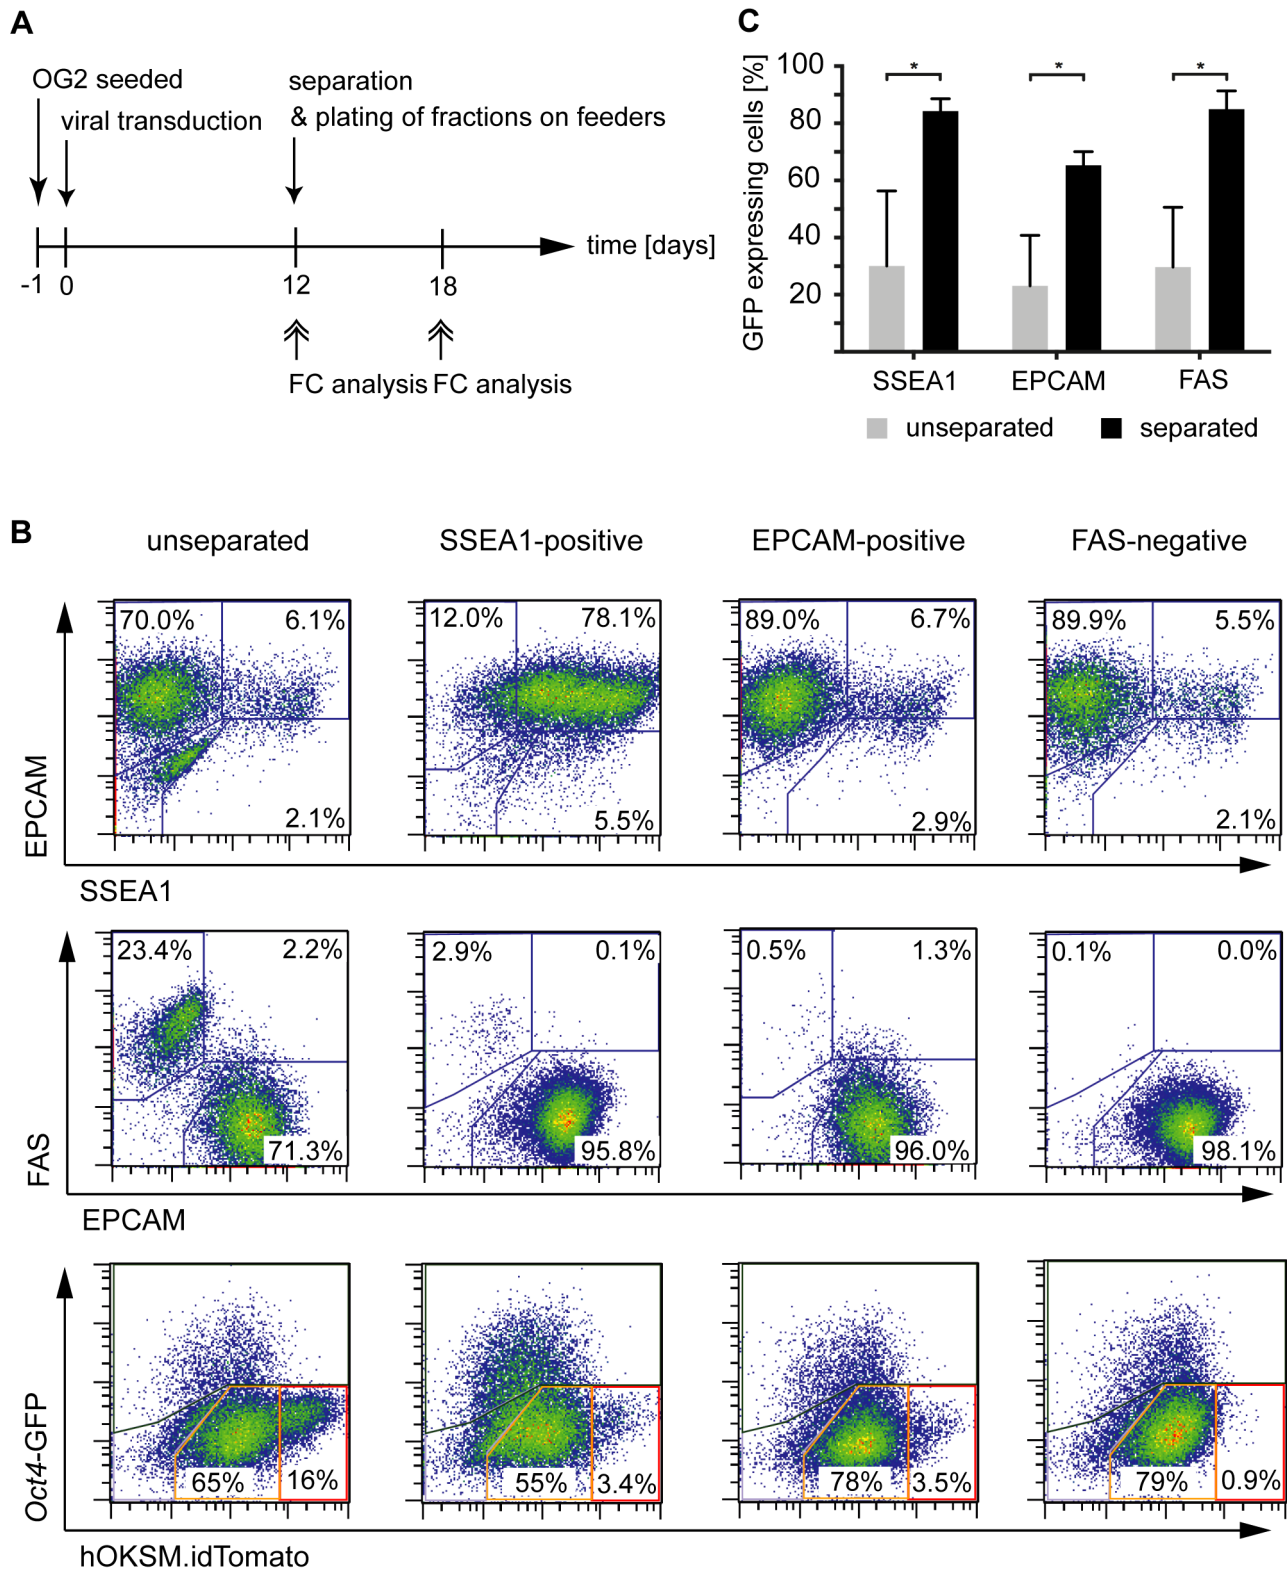 A
OG2 seeded
viral transduction
separation
& plating of fractions on feeders
time [days]
-1 0 12 18
FC analysis FC analysis
C
GFP expressing cells [%]
100
80
60
40
20
* * *
SSEA1 EPCAM FAS
unseparated separated
B
unseparated SSEA1-positive EPCAM-positive FAS-negative
EPCAM
70.0% 6.1% 12.0% 78.1% 89.0% 6.7% 89.9% 5.5%
2.1% 5.5% 2.9% 2.1%
SSEA1
FAS
23.4% 2.2% 2.9% 0.1% 0.5% 1.3% 0.1% 0.0%
71.3% 95.8% 96.0% 98.1%
EPCAM
Oct4-GFP
65% 16% 55% 3.4% 78% 3.5% 79% 0.9%
hOKSM.idTomato